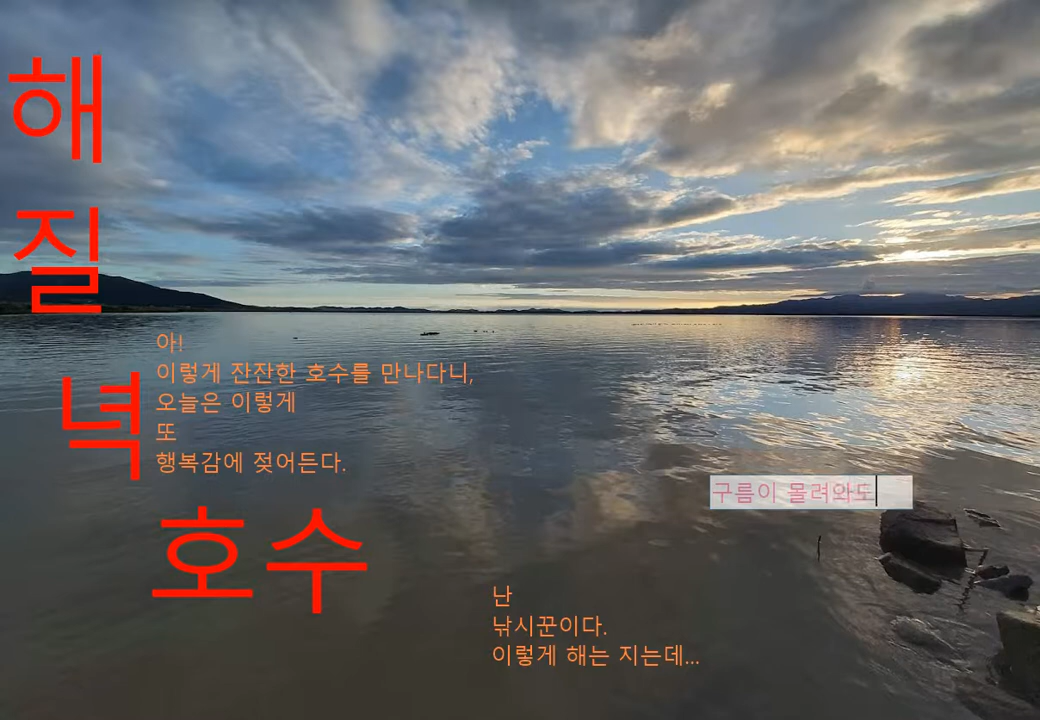 해
질
녘
호수
아!
이렇게 잔잔한 호수를 만나다니,
오늘은 이렇게
또
행복감에 젖어든다.
구름이 몰려와도
난
낚시꾼이다.
이렇게 해는 지는데...